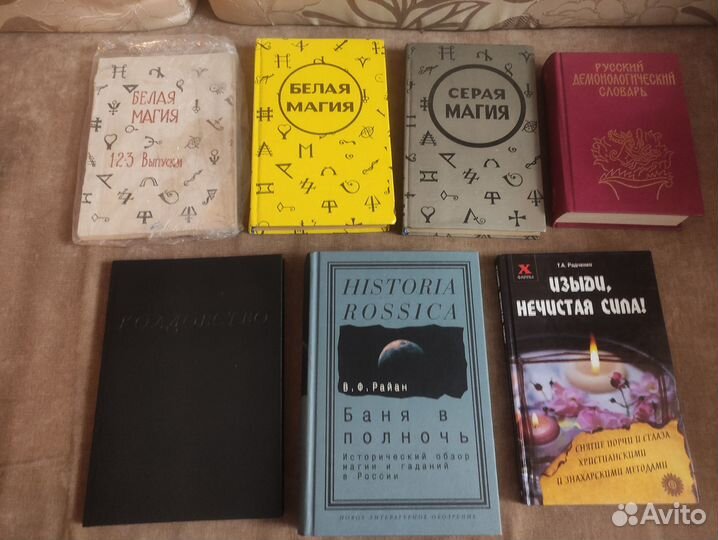 БЕЛАЯ
МАГИЯ
1-2-3 Выпуски
БЕЛАЯ
МАГИЯ
СЕРАЯ
МАГИЯ
РУССКИЙ
ДЕМОНОЛОГИЧЕСКИЙ
СЛОВАРЬ
КОЛДОВСТВО
HISTORIA
ROSSICA
В.Ф.Райан
Баня в
полночь
Исторический обзор
магии и гаданий
в России
НОВОЕ ЛИТЕРАТУРНОЕ ОБОЗРЕНИЕ
Х
Т.А. Радченко
ИЗЫДИ,
НЕЧИСТАЯ СИЛА!
СНЯТИЕ ПОРЧИ И СГЛАЗА
ХРИСТИАНСКИМИ
И ЗНАХАРСКИМИ МЕТОДАМИ
Avito